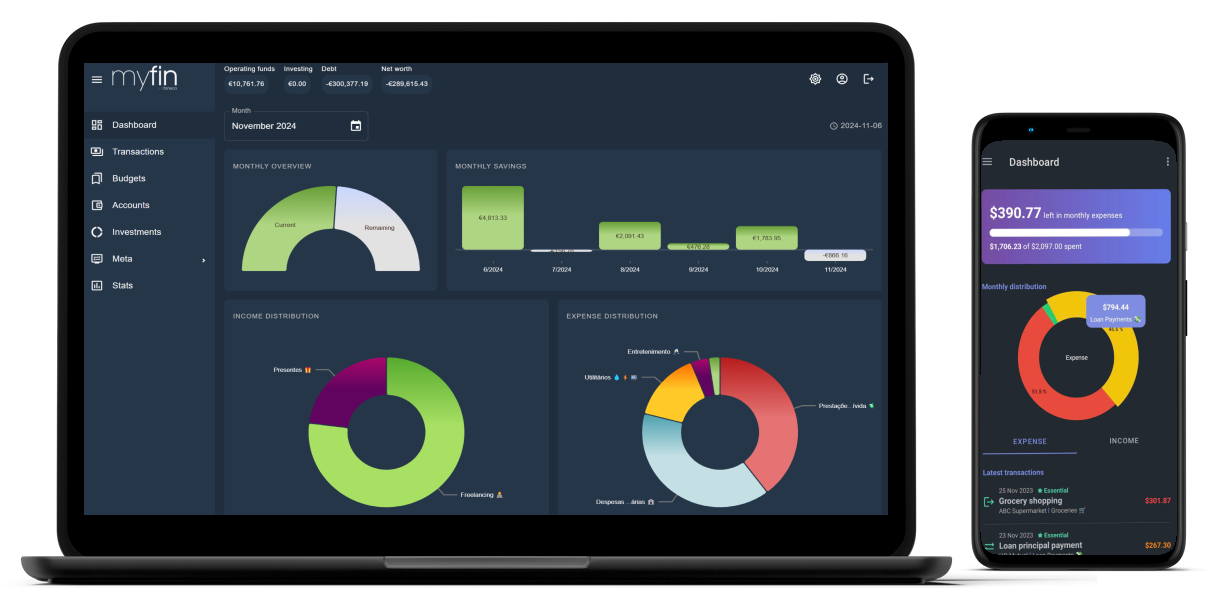 myfin
Operating funds Investing Debt Net worth
€10,761.76 €0.00 -€300,377.19 -€289,615.43
Month
November 2024
2024-11-06
Dashboard
Transactions
Budgets
Accounts
Investments
Meta
Stats
MONTHLY OVERVIEW
Current
Remaining
MONTHLY SAVINGS
€4,813.33
€2,091.43
€476.28
€1,783.95
-€866.16
6/2024 7/2024 8/2024 9/2024 10/2024 11/2024
INCOME DISTRIBUTION
Presentes 🎁
Freelancing
EXPENSE DISTRIBUTION
Entretenimento
Utilitários 💧
Prestaçõe...ívida
Despesas ...árias
Dashboard
$390.77 left in monthly expenses
$1,706.23 of $2,097.00 spent
Monthly distribution
$794.44
Loan Payments 💸
Expense
EXPENSE INCOME
Latest transactions
25 Nov 2023 ★ Essential
Grocery shopping $301.87
ABC Supermarket | Groceries 🛒
23 Nov 2023 ★ Essential
Loan principal payment $267.30